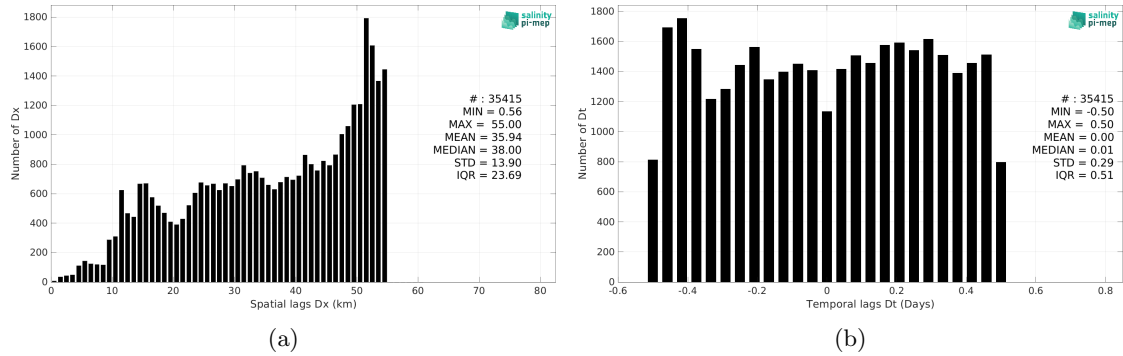 1800
1600
1400
1200
1000
800
600
400
200
0
Number of Dx
salinity
pi-mep
# : 35415
MIN = 0.56
MAX = 55.00
MEAN = 35.94
MEDIAN = 38.00
STD = 13.90
IQR = 23.69
0 10 20 30 40 50 60 70 80
Spatial lags Dx (km)
(a)
1800
1600
1400
1200
1000
800
600
400
200
0
Number of Dt
salinity
pi-mep
# : 35415
MIN = -0.50
MAX = 0.50
MEAN = 0.00
MEDIAN = 0.01
STD = 0.29
IQR = 0.51
-0.6 -0.4 -0.2 0 0.2 0.4 0.6 0.8
Temporal lags Dt (Days)
(b)